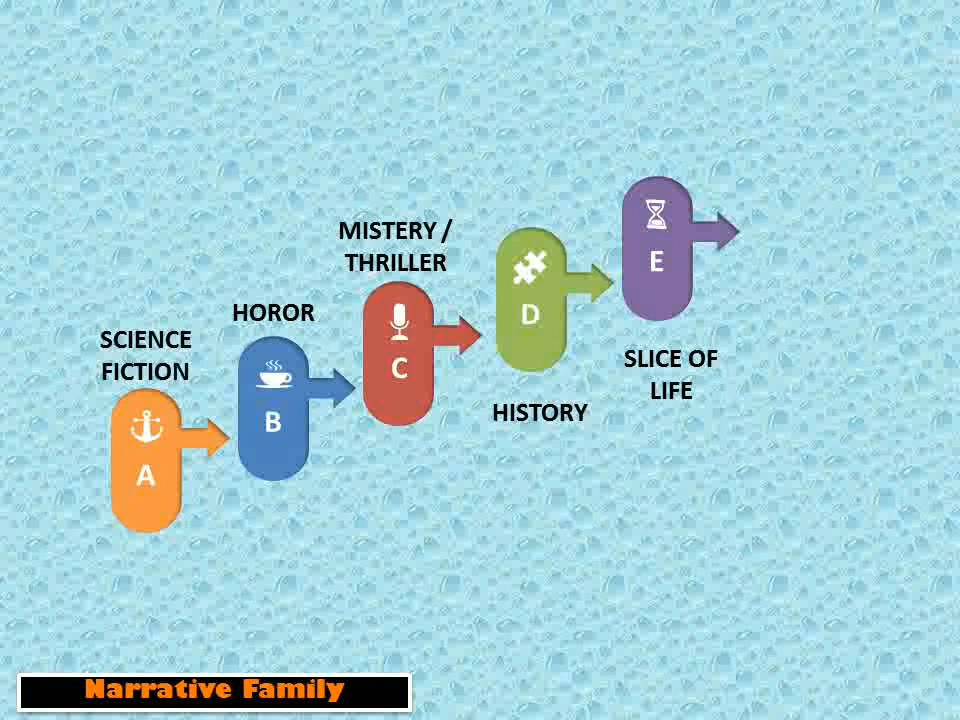 SCIENCE
FICTION
A
HOROR
B
MISTERY /
THRILLER
C
D
HISTORY
E
SLICE OF
LIFE
Narrative Family